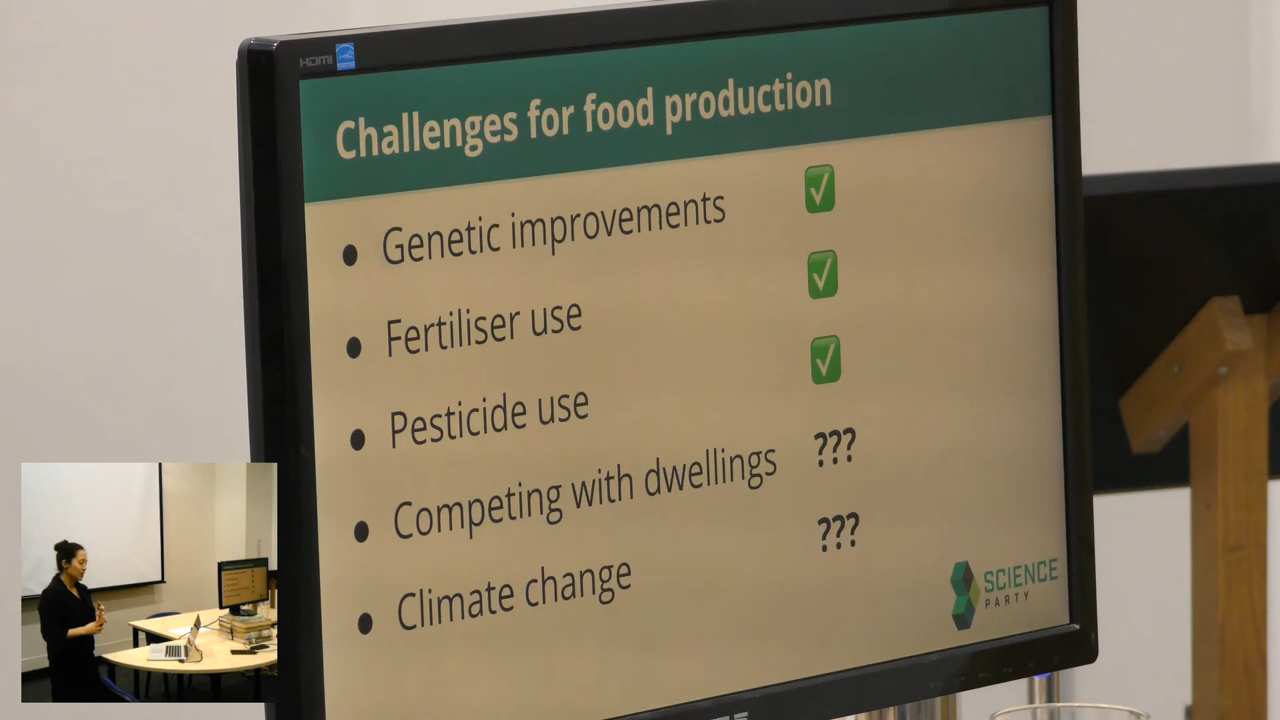 HDMI
Challenges for food production
• Genetic improvements ✅
• Fertiliser use ✅
• Pesticide use ✅
• Competing with dwellings ???
• Climate change ???
SCIENCE
PARTY